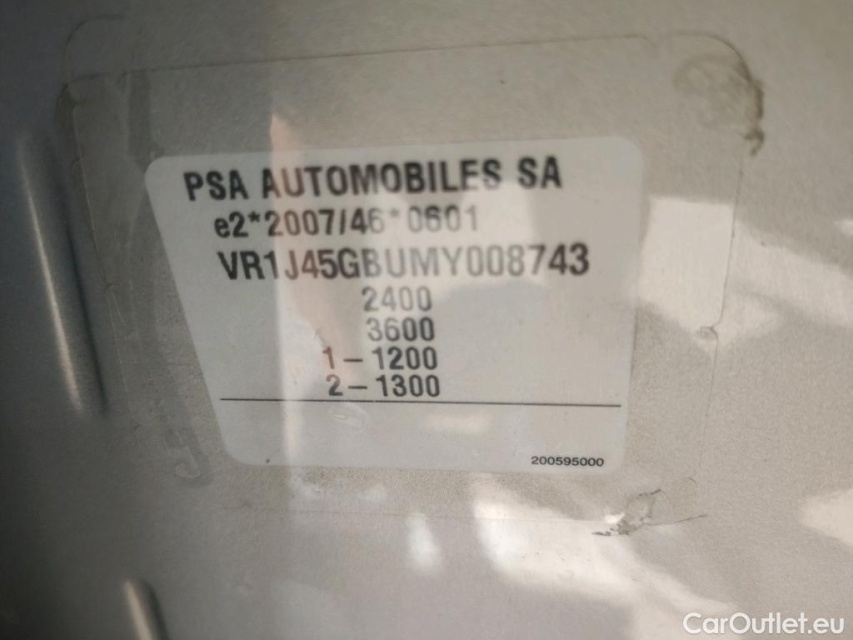 PSA AUTOMOBILES SA
e2*2007/46*0601
VR1J45GBUMY008743
2400
3600
1-1200
2-1300
200595000
CarOutlet.eu